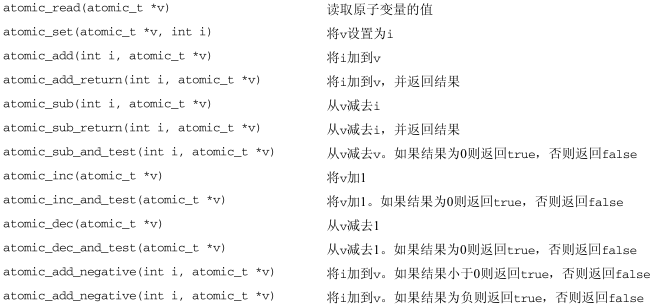 atomic_read(atomic_t *v) 读取原子变量的值
atomic_set(atomic_t *v, int i) 将v设置为i
atomic_add(int i, atomic_t *v) 将i加到v
atomic_add_return(int i, atomic_t *v) 将i加到v，并返回结果
atomic_sub(int i, atomic_t *v) 从v减去i
atomic_sub_return(int i, atomic_t *v) 从v减去i，并返回结果
atomic_sub_and_test(int i, atomic_t *v) 从v减去v。如果结果为0则返回true，否则返回false
atomic_inc(atomic_t *v) 将v加1
atomic_inc_and_test(atomic_t *v) 将v加1。如果结果为0则返回true，否则返回false
atomic_dec(atomic_t *v) 从v减去1
atomic_dec_and_test(atomic_t *v) 从v减去1。如果结果为0则返回true，否则返回false
atomic_add_negative(int i, atomic_t *v) 将i加到v。如果结果小于0则返回true，否则返回false
atomic_add_negative(int i, atomic_t *v) 将i加到v。如果结果为负则返回true，否则返回false